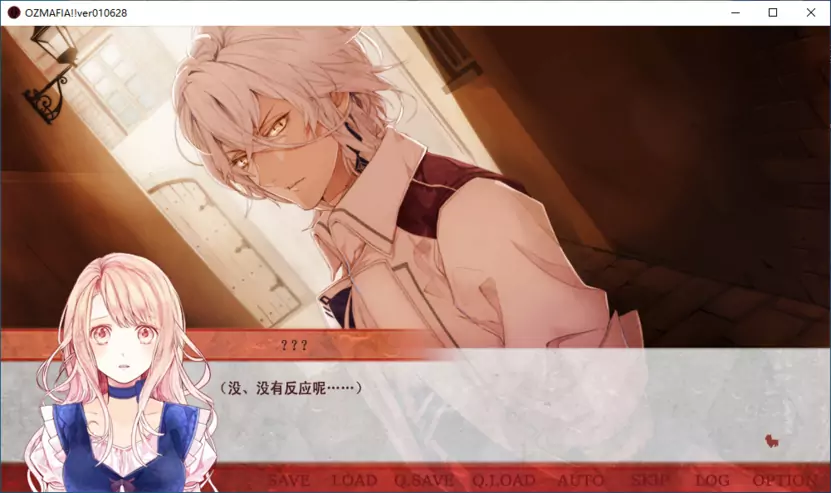 OZMAFIA!!ver010628
？？？
（没、没有反应呢……）
SAVE LOAD Q.SAVE Q.LOAD AUTO SKIP LOG OPTION